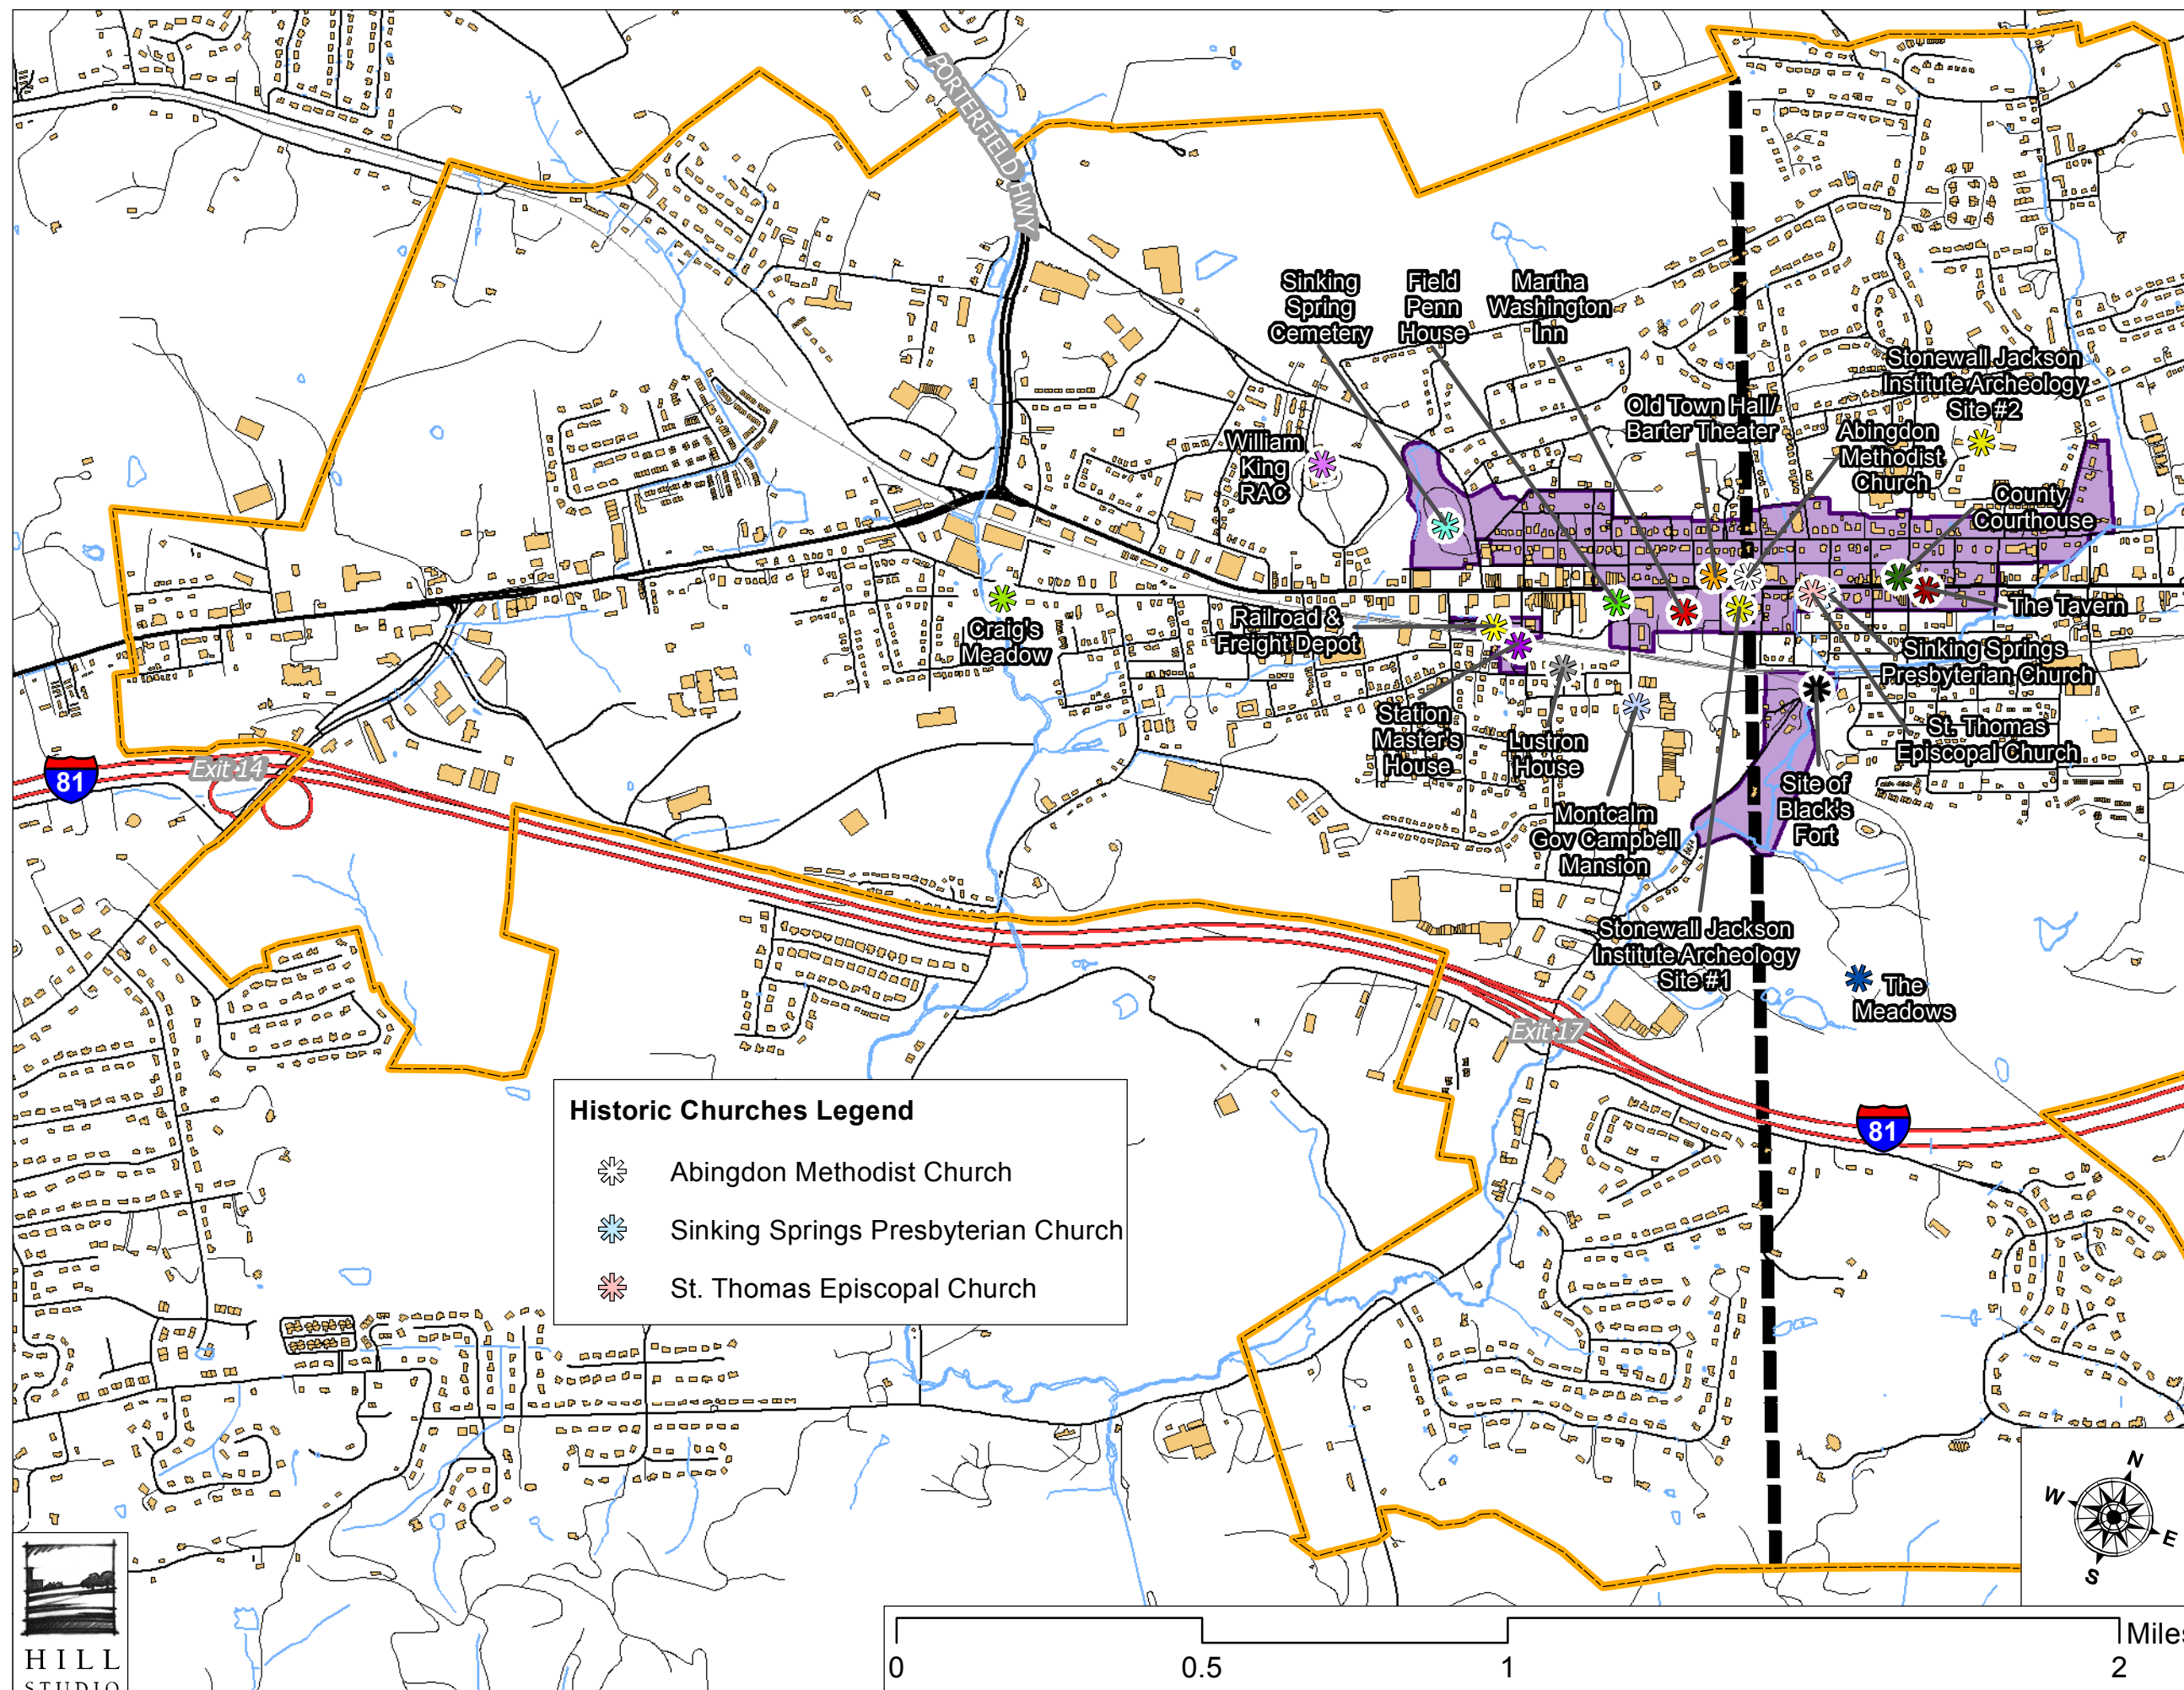 PORTERFIELD HWY
Sinking
Spring
Cemetery
Field
Penn
House
Martha
Washington
Inn
Stonewall Jackson
Institute Archeology
Site #2
Old Town Hall/
Barter Theater
Abingdon
Methodist
Church
William
King
RAC
County
Courthouse
The Tavern
Craig's
Meadow
Railroad &
Freight Depot
Sinking Springs
Presbyterian Church
St. Thomas
Episcopal Church
Station
Master's
House
Lustron
House
Site of
Black's
Fort
Montcalm
Gov Campbell
Mansion
81
Exit 14
Stonewall Jackson
Institute Archeology
Site #1
The
Meadows
Exit 17
81
Historic Churches Legend
Abingdon Methodist Church
Sinking Springs Presbyterian Church
St. Thomas Episcopal Church
N
W
E
S
HILL
STUDIO
Miles
0 0.5 1 2